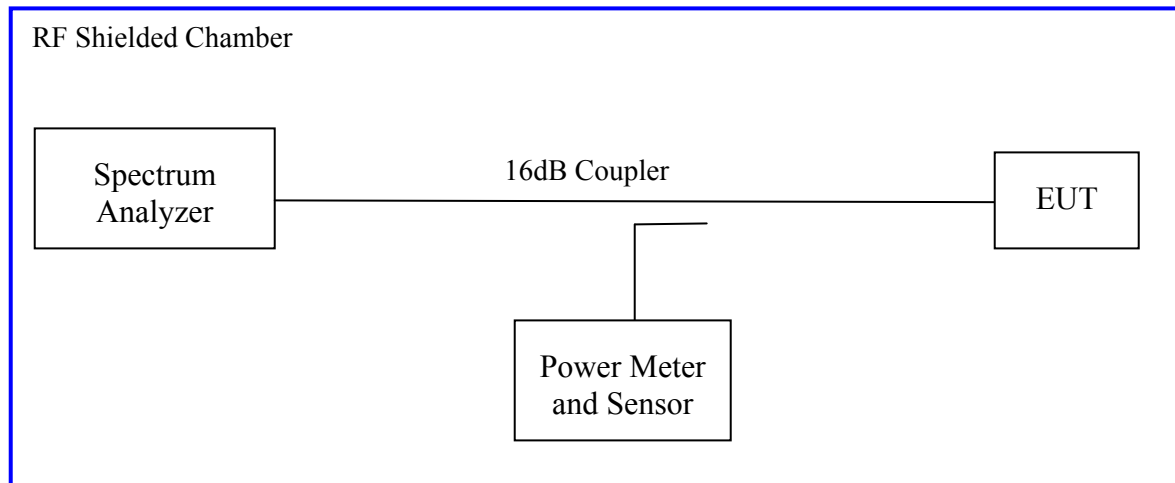 RF Shielded Chamber
16dB Coupler
Spectrum
Analyzer
EUT
Power Meter
and Sensor